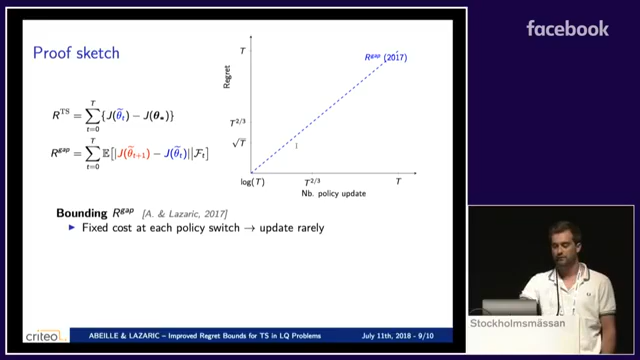 Proof sketch
R^TS = ∑_{t=0}^{T} {J(θ̃_t) − J(θ_*)}
R^gap = ∑_{t=0}^{T} 𝔼[|J(θ̃_{t+1}) − J(θ̃_t)||ℱ_t]
Regret
T
T^2/3
√T
R^gap (2017)
log(T)
T^2/3
T
Nb. policy update
Bounding R^gap [A. & Lazaric, 2017]
▶ Fixed cost at each policy switch → update rarely
criteo
ABEILLE & LAZARIC – Improved Regret Bounds for TS in LQ Problems
July 11th, 2018 - 9/10
facebook
Stockholmsmässan